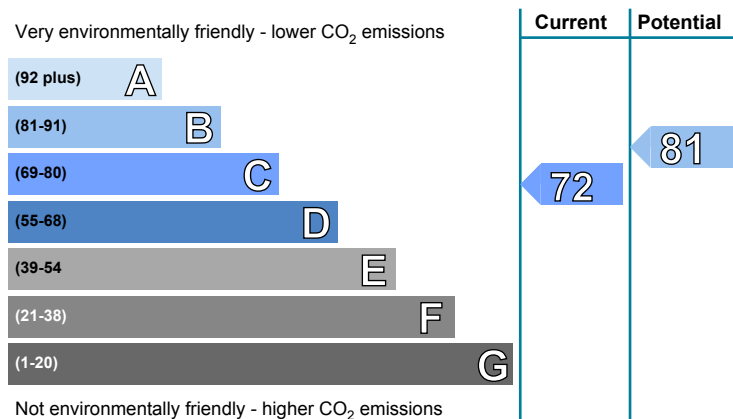 Very environmentally friendly - lower CO₂ emissions
Current
Potential
(92 plus) A
(81-91) B
(69-80) C
(55-68) D
(39-54 E
(21-38) F
(1-20) G
72
81
Not environmentally friendly - higher CO₂ emissions